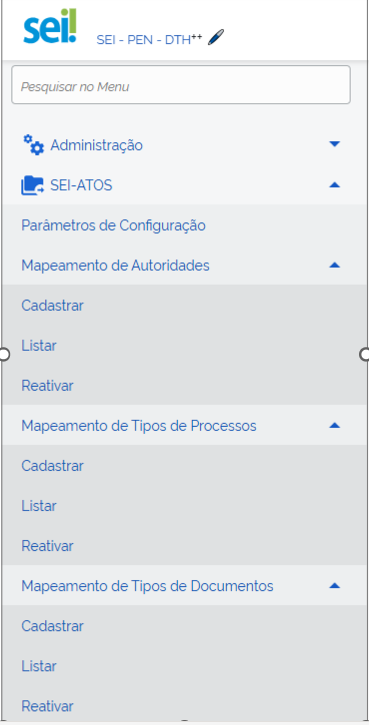 sei!
SEI - PEN - DTH++
Pesquisar no Menu
Administração
SEI-ATOS
Parâmetros de Configuração
Mapeamento de Autoridades
Cadastrar
Listar
Reativar
Mapeamento de Tipos de Processos
Cadastrar
Listar
Reativar
Mapeamento de Tipos de Documentos
Cadastrar
Listar
Reativar